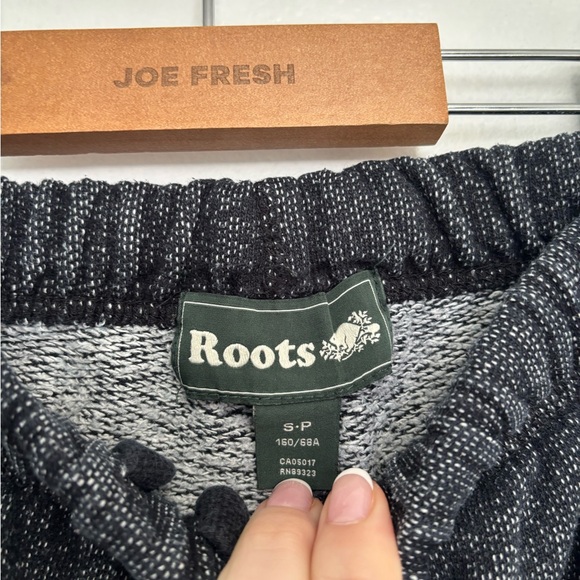 JOE FRESH
Roots
S•P
160/68A
CA05017
RN89323